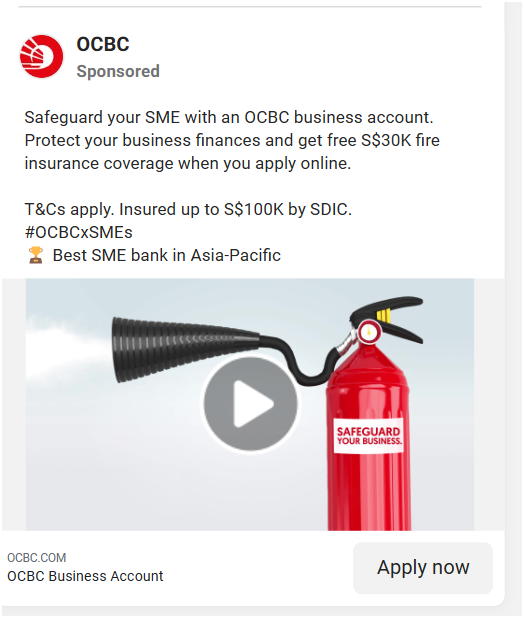 OCBC
Sponsored
Safeguard your SME with an OCBC business account.
Protect your business finances and get free S$30K fire
insurance coverage when you apply online.
T&Cs apply. Insured up to S$100K by SDIC.
#OCBCxSMEs
🏆 Best SME bank in Asia-Pacific
SAFEGUARD
YOUR BUSINESS.
OCBC.COM
OCBC Business Account
Apply now